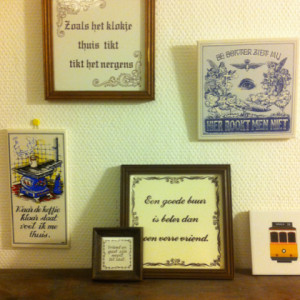 Zoals het klokje
thuis tikt
tikt het nergens
HIER ROOKT MEN NIET
Waar de koffie
klaar staat
voel ik me
thuis.
Een goede buur
is beter dan
een verre vriend.